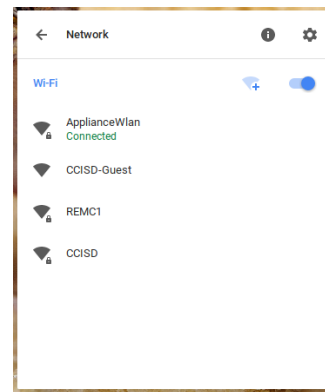 Network
Wi-Fi
ApplianceWlan
Connected
CCISD-Guest
REMC1
CCISD